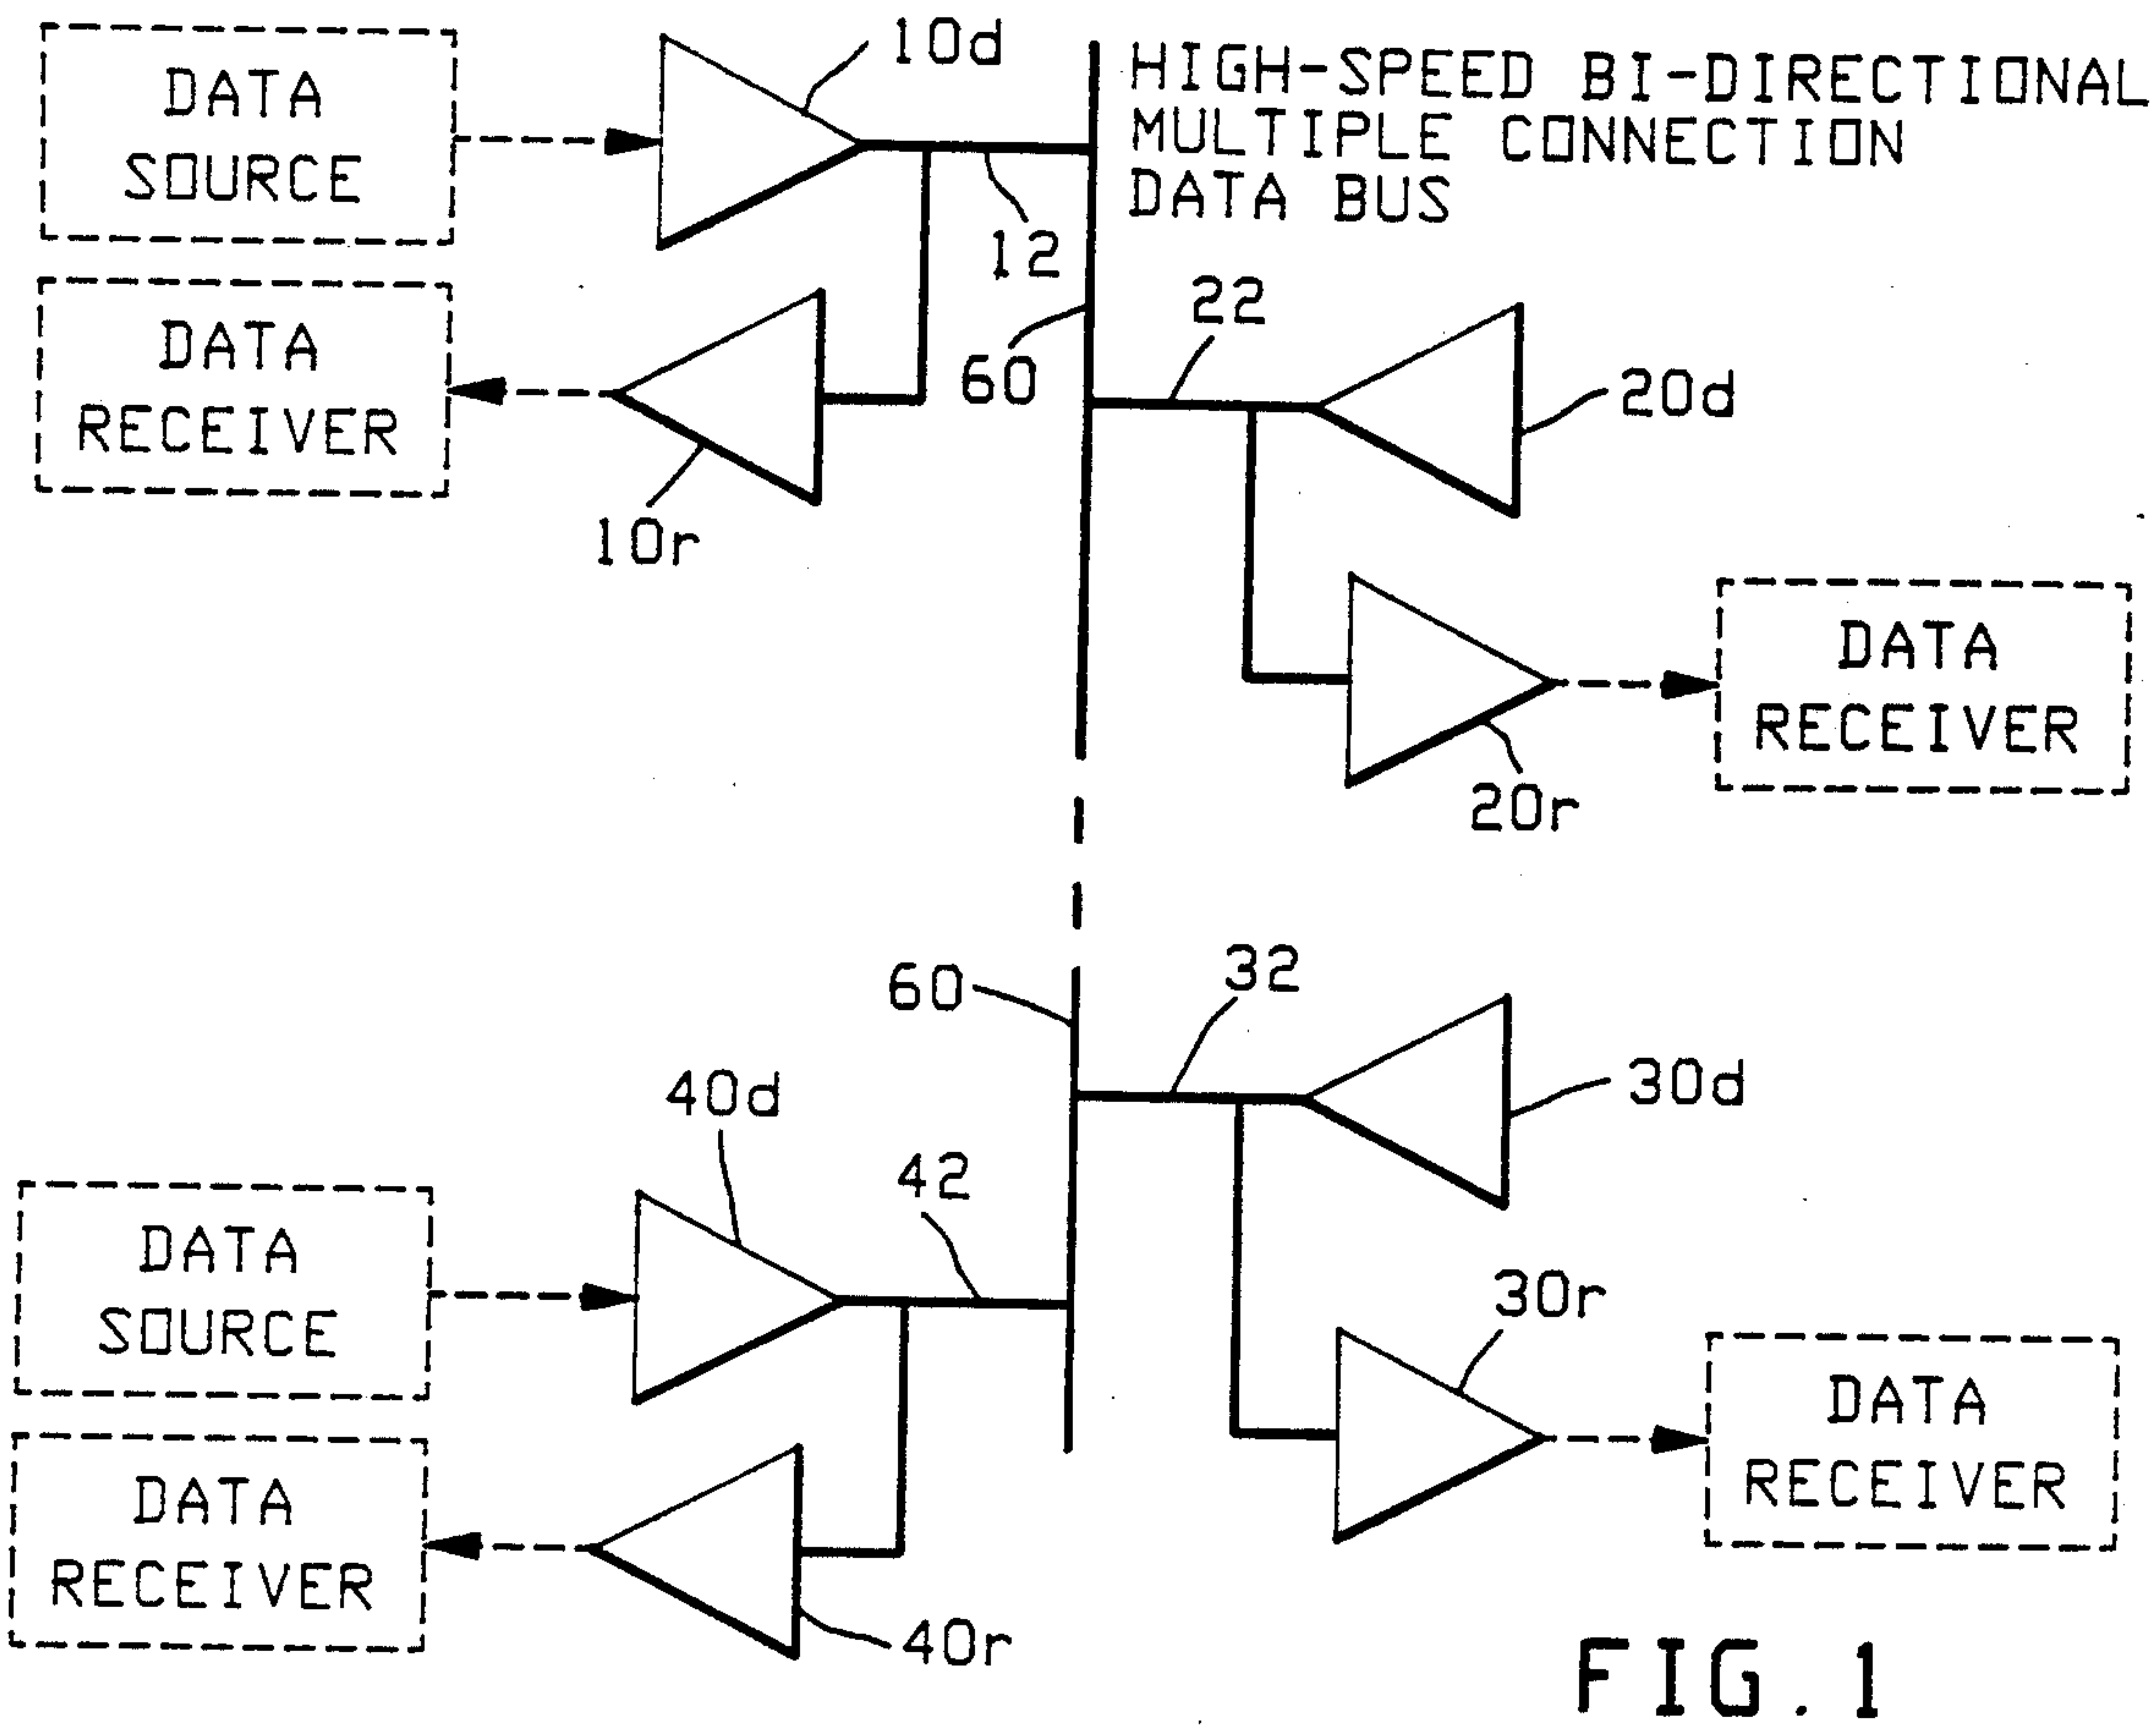 DATA
SOURCE
10d
HIGH-SPEED BI-DIRECTIONAL
MULTIPLE CONNECTION
DATA BUS
12
DATA
RECEIVER
10r
60
22
20d
20r
DATA
RECEIVER
60
32
30d
40d
42
DATA
SOURCE
30r
DATA
RECEIVER
DATA
RECEIVER
40r
FIG. 1